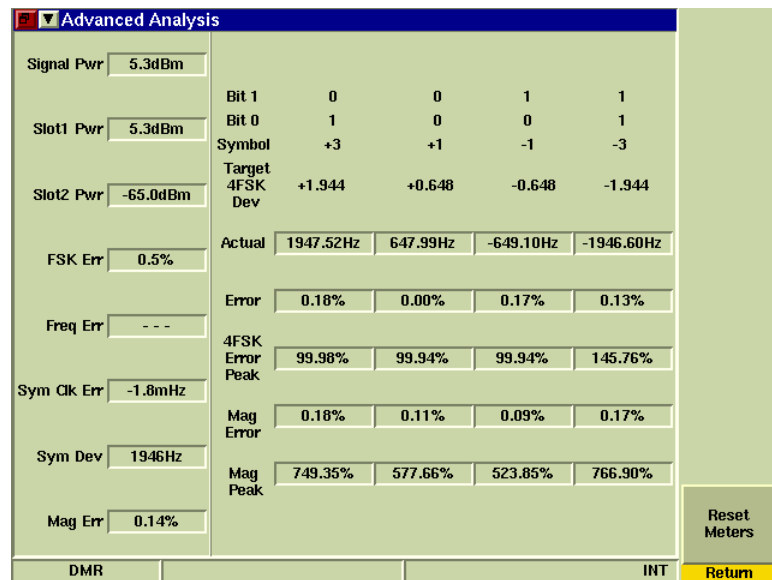 Advanced Analysis
Signal Pwr 5.3dBm
Slot1 Pwr 5.3dBm
Slot2 Pwr -65.0dBm
FSK Err 0.5%
Freq Err - - -
Sym Clk Err -1.8mHz
Sym Dev 1946Hz
Mag Err 0.14%
Bit 1 0 0 1 1
Bit 0 1 0 0 1
Symbol +3 +1 -1 -3
Target
4FSK +1.944 +0.648 -0.648 -1.944
Dev
Actual 1947.52Hz 647.99Hz -649.10Hz -1946.60Hz
Error 0.18% 0.00% 0.17% 0.13%
4FSK
Error 99.98% 99.94% 99.94% 145.76%
Peak
Mag 0.18% 0.11% 0.09% 0.17%
Error
Mag 749.35% 577.66% 523.85% 766.90%
Peak
Reset
Meters
DMR INT Return